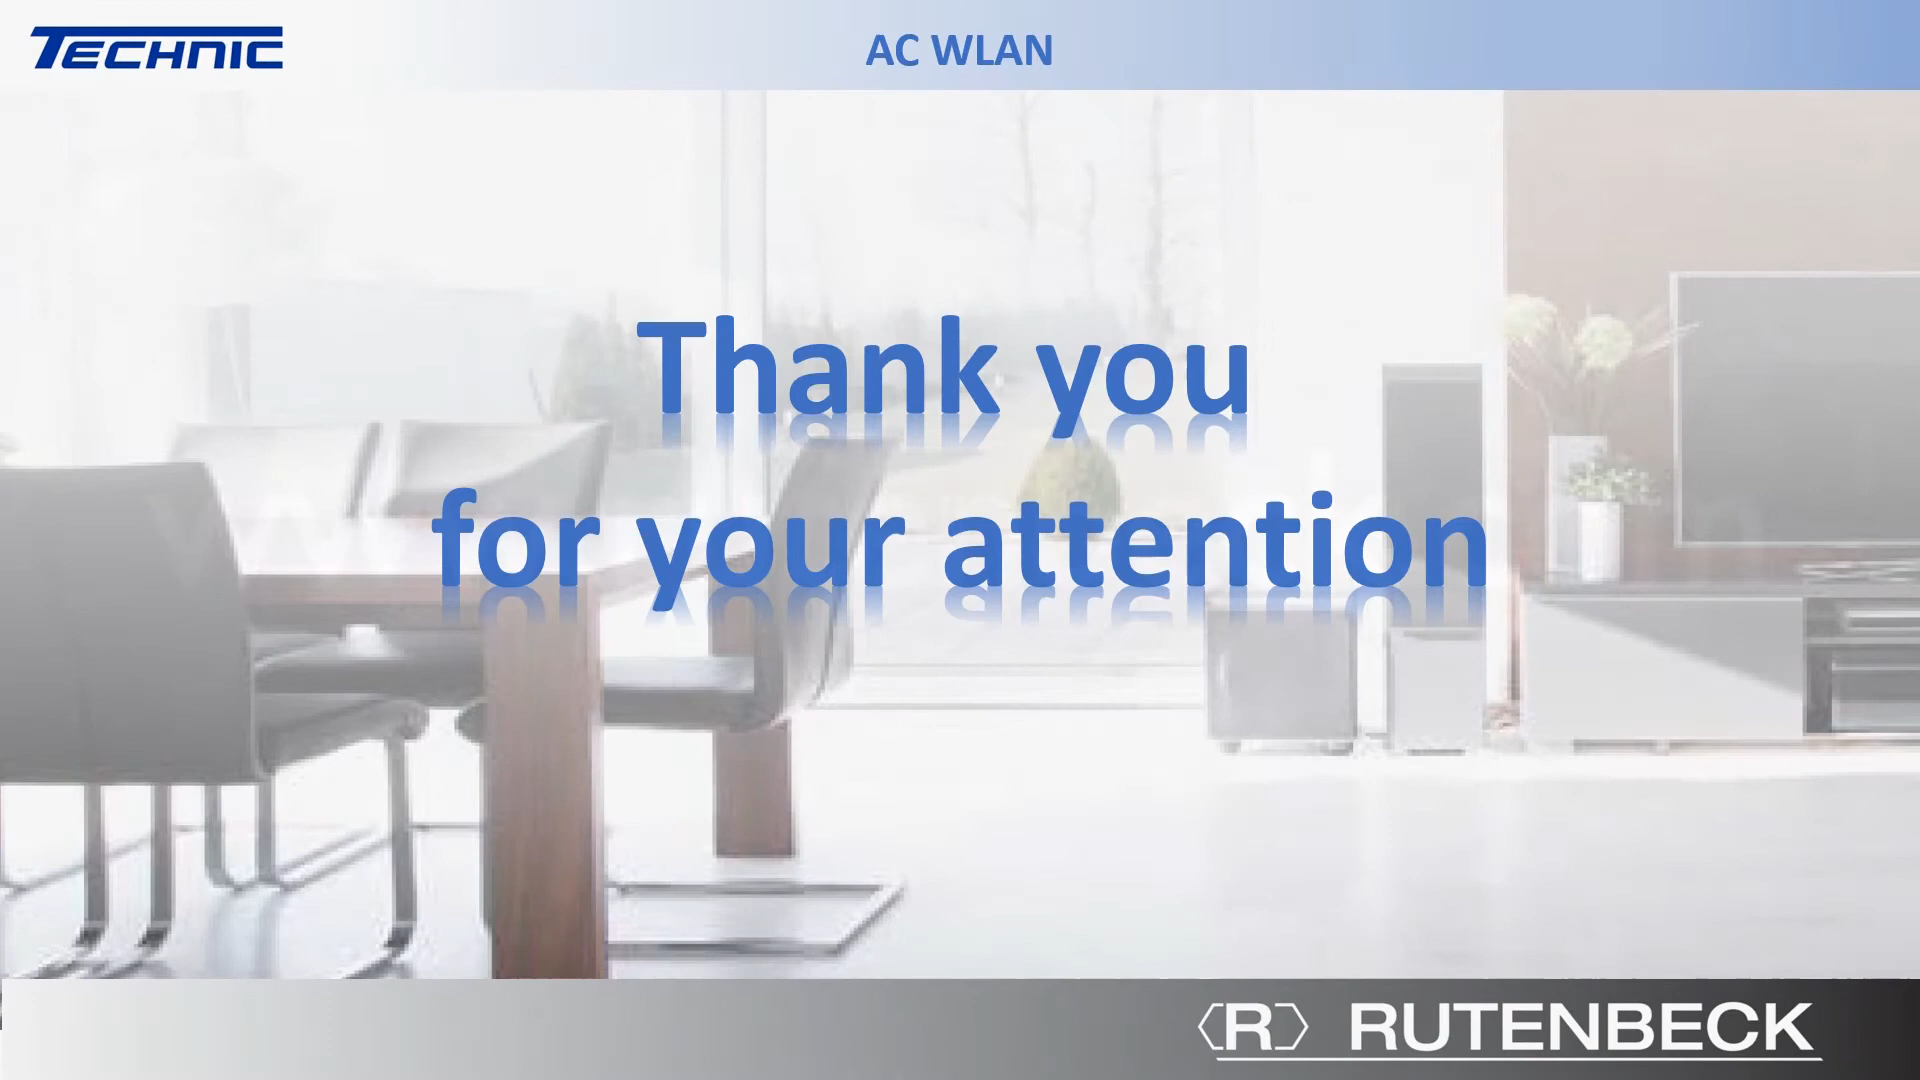 TECHNIC
AC WLAN
Thank you
for your attention
R RUTENBECK